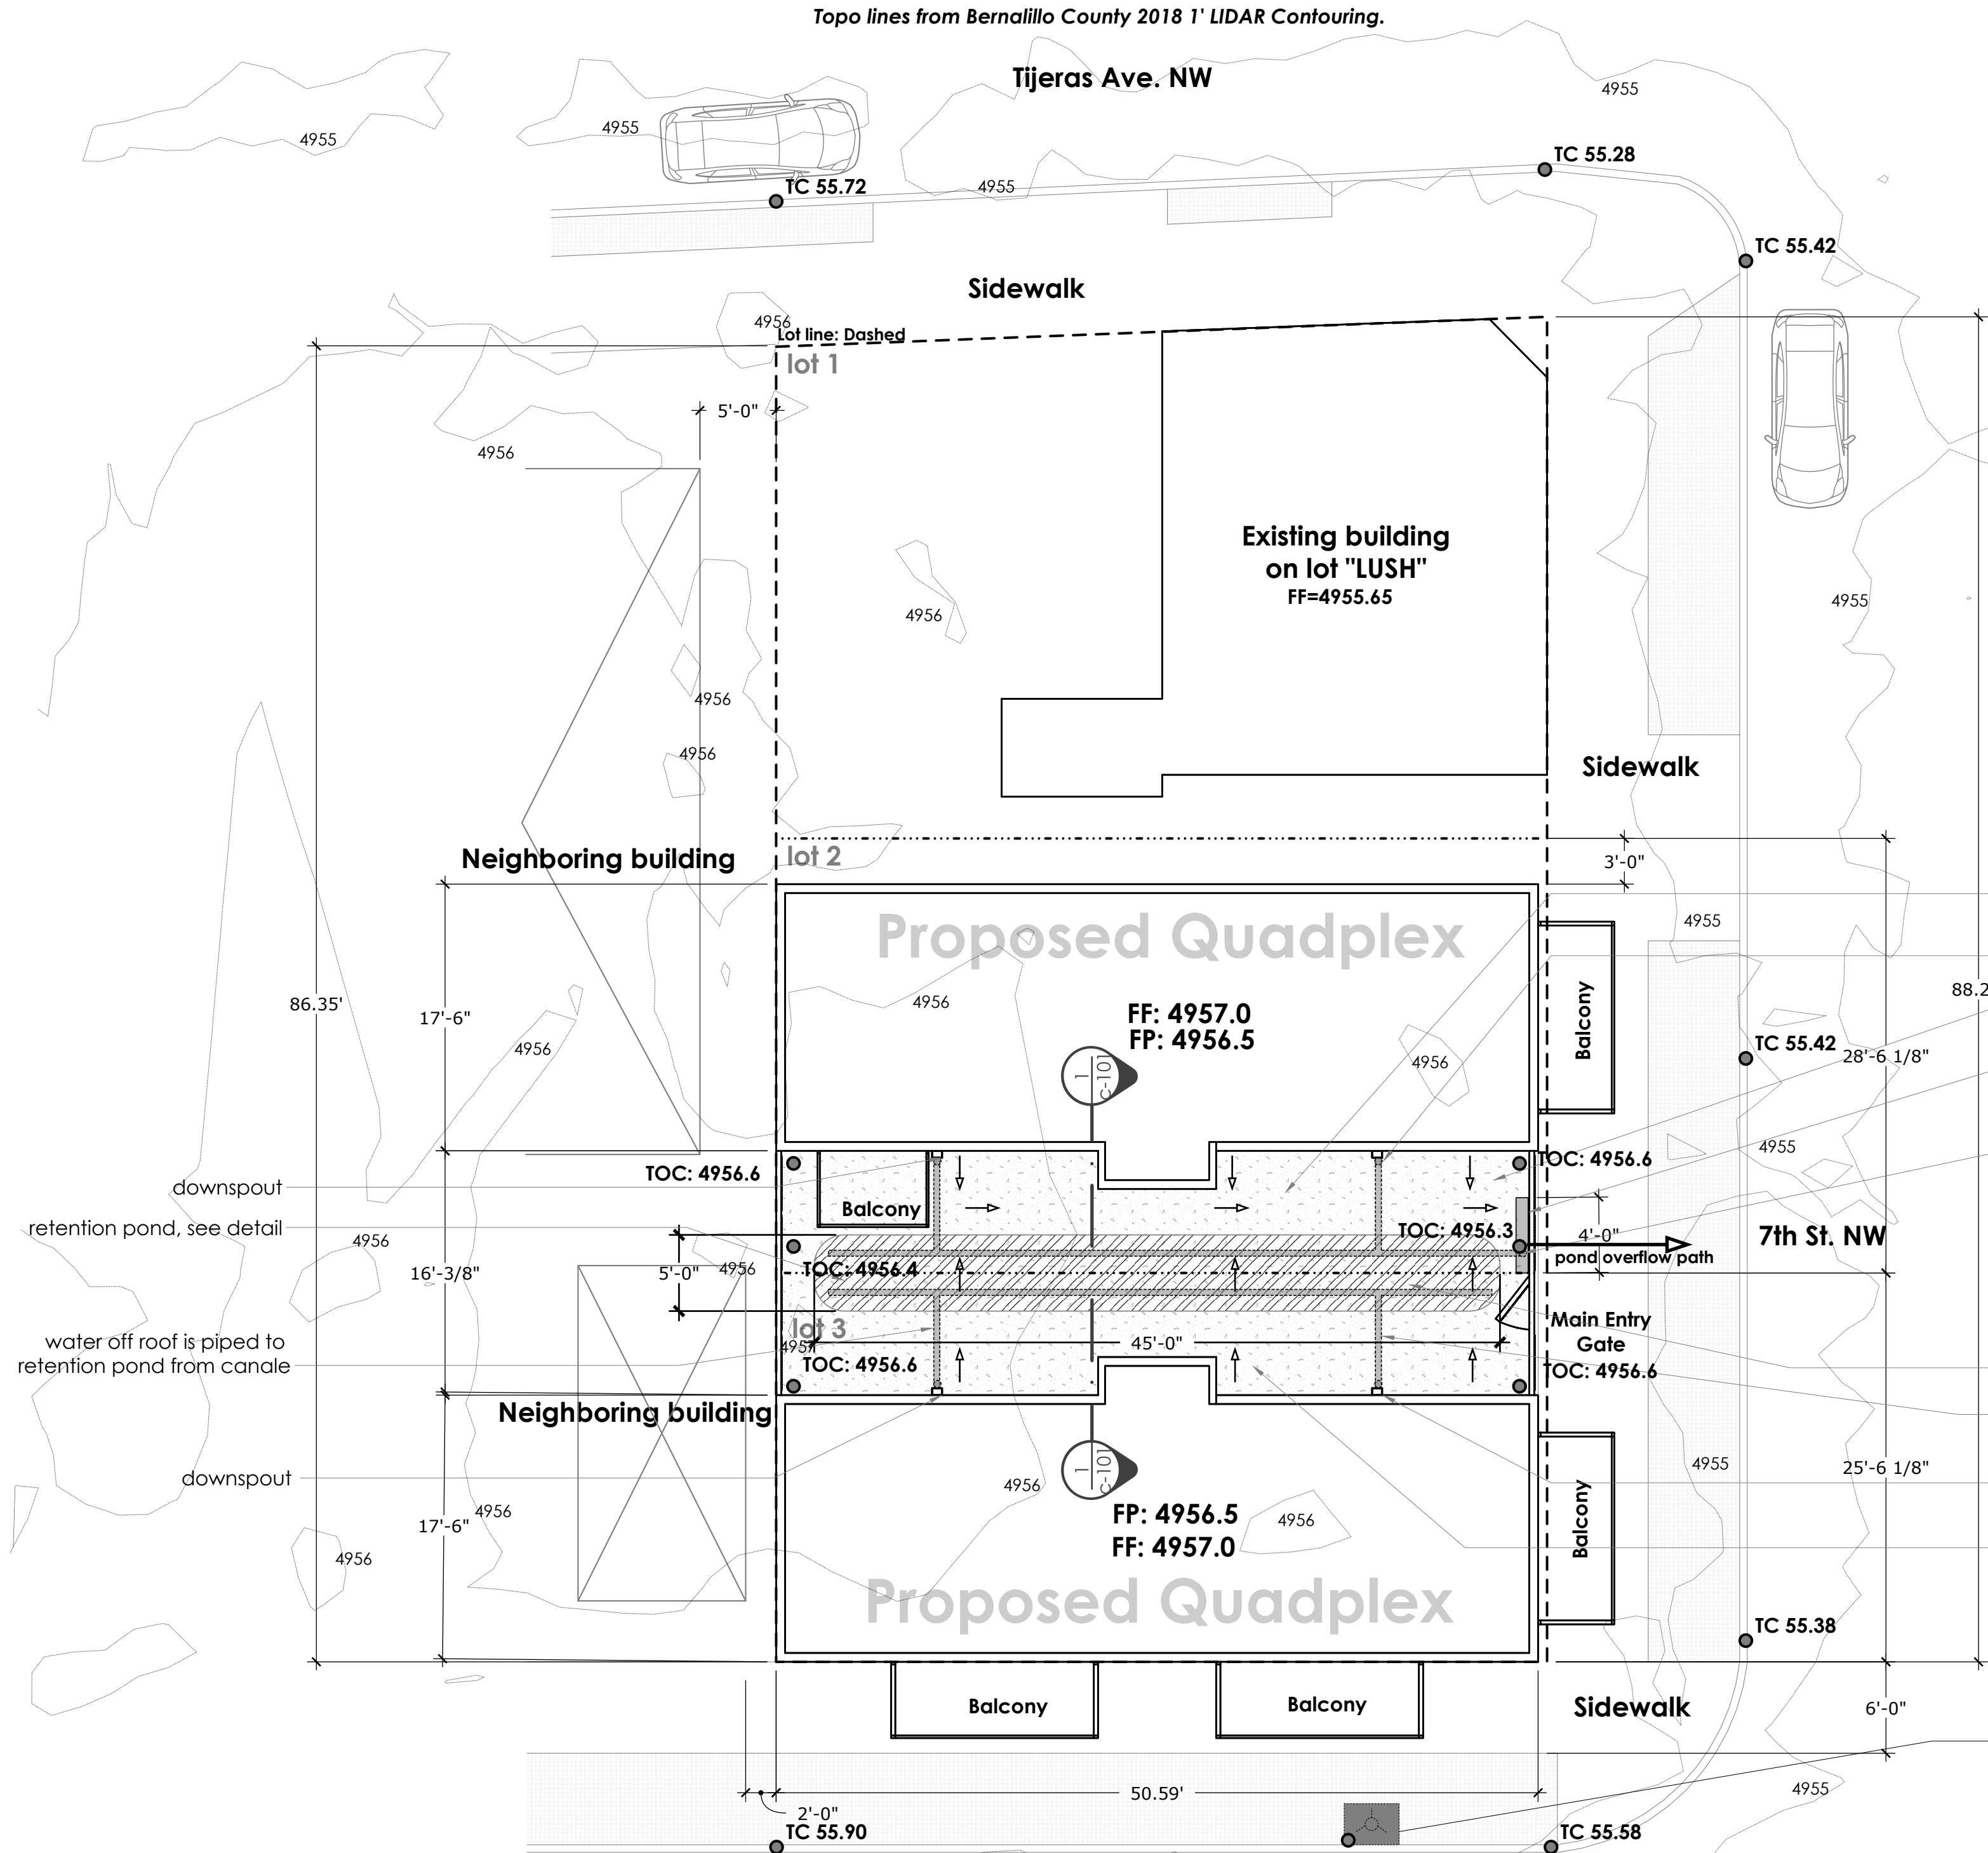 Topo lines from Bernalillo County 2018 1' LIDAR Contouring.
Tijeras Ave. NW
4955
4955
4955
4955
TC 55.28
TC 55.72
TC 55.42
Sidewalk
4956
Lot line: Dashed
lot 1
5'-0"
4956
Existing building
on lot "LUSH"
FF=4955.65
4956
4955
4956
4956
Sidewalk
Neighboring building
lot 2
3'-0"
Proposed Quadplex
4955
4956
86.35'
88.2
17'-6"
FF: 4957.0
FP: 4956.5
Balcony
4956
4956
1
C-101
TC 55.42
28'-6 1/8"
4955
TOC: 4956.6
TOC: 4956.6
downspout
Balcony
retention pond, see detail
4956
TOC: 4956.3
4'-0"
7th St. NW
pond overflow path
16'-3/8"
5'-0"
4956
TOC: 4956.4
lot 3
4957
45'-0"
Main Entry
Gate
water off roof is piped to
retention pond from canale
TOC: 4956.6
TOC: 4956.6
Neighboring building
4955
25'-6 1/8"
downspout
1
C-101
4956
4956
17'-6"
FP: 4956.5
FF: 4957.0
4956
Balcony
4956
Proposed Quadplex
TC 55.38
Balcony
Balcony
Sidewalk
6'-0"
50.59'
4955
2'-0"
TC 55.90
TC 55.58